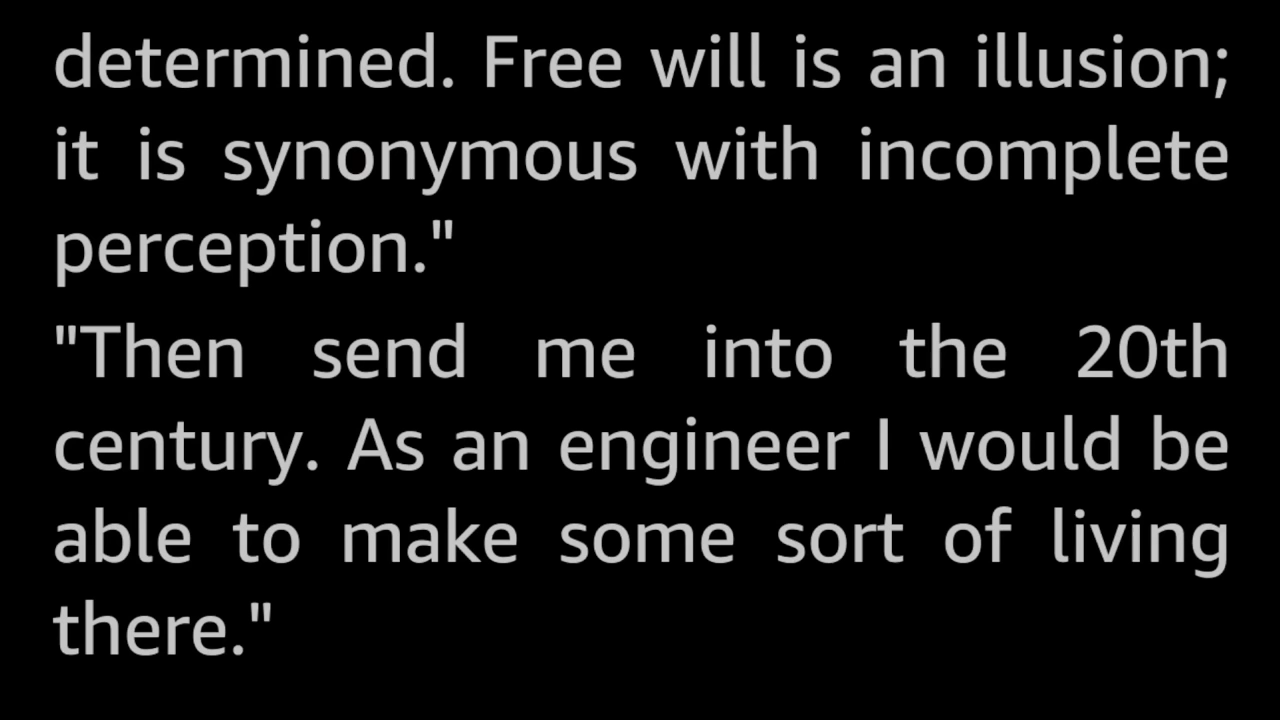 determined. Free will is an illusion;
it is synonymous with incomplete
perception."
"Then send me into the 20th
century. As an engineer I would be
able to make some sort of living
there."